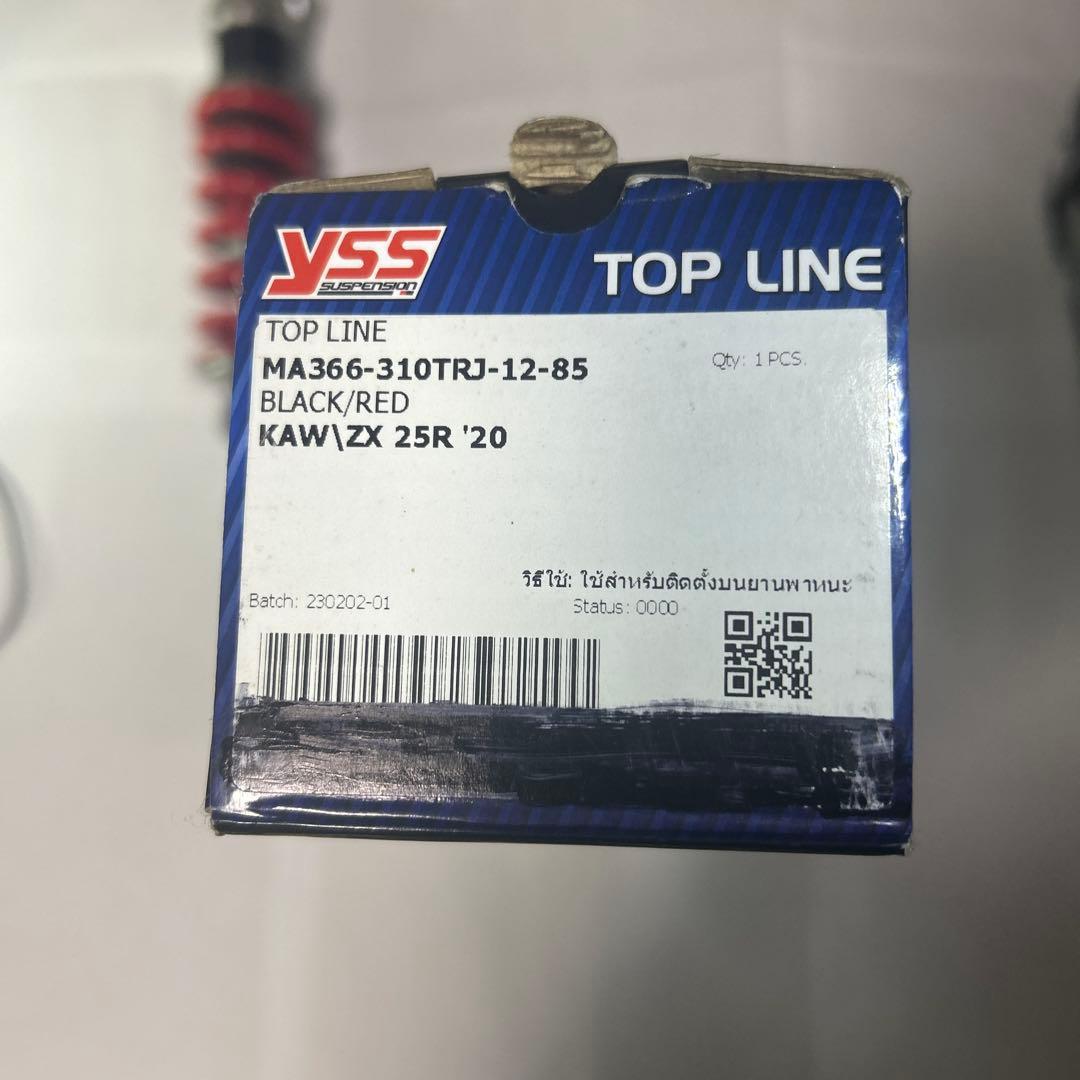 YSS
SUSPENSION
TOP LINE
TOP LINE
MA366-310TRJ-12-85
Qty: 1 PCS.
BLACK/RED
KAW\ZX 25R '20
วิธีใช้: ใช้สำหรับติดตั้งบนยานพาหนะ
Batch: 230202-01
Status: 0000